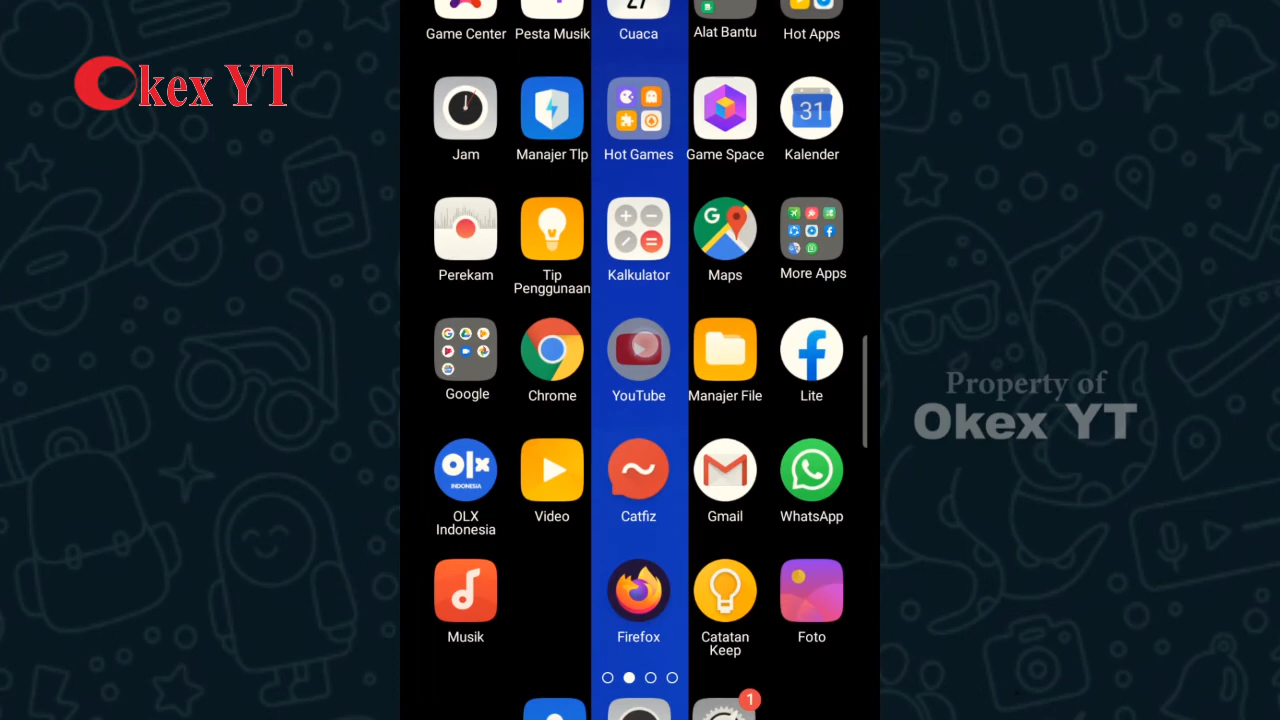 Okex YT
Game Center
Pesta Musik
27
Cuaca
Alat Bantu
Hot Apps
Jam
Manajer Tlp
Hot Games
Game Space
31
Kalender
Perekam
Tip
Penggunaan
Kalkulator
G
Maps
More Apps
Google
Chrome
YouTube
Manajer File
f
Lite
Property of
Okex YT
olx
INDONESIA
OLX
Indonesia
Video
Catfiz
Gmail
WhatsApp
Musik
Firefox
Catatan
Keep
Foto
1